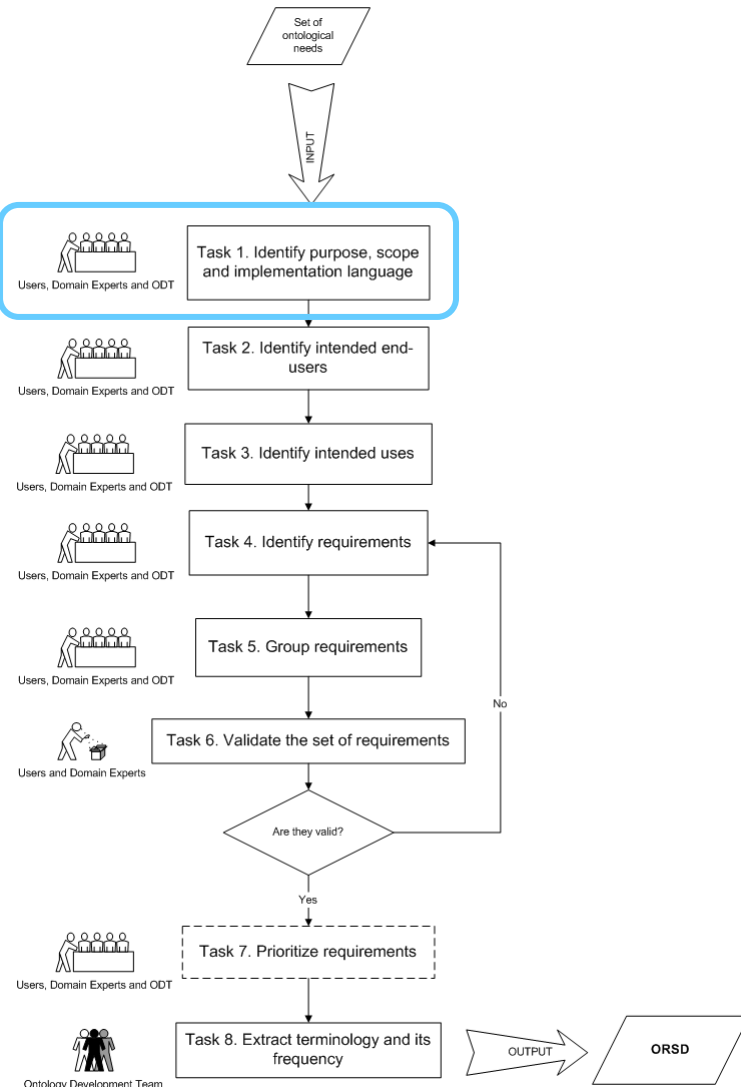 Set of
ontological
needs
INPUT
Task 1. Identify purpose, scope
and implementation language
Users, Domain Experts and ODT
Task 2. Identify intended end-
users
Users, Domain Experts and ODT
Task 3. Identify intended uses
Users, Domain Experts and ODT
Task 4. Identify requirements
Users, Domain Experts and ODT
Task 5. Group requirements
Users, Domain Experts and ODT
No
Task 6. Validate the set of requirements
Users and Domain Experts
Are they valid?
Yes
Task 7. Prioritize requirements
Users, Domain Experts and ODT
Task 8. Extract terminology and its
frequency
OUTPUT
ORSD
Ontology Development Team